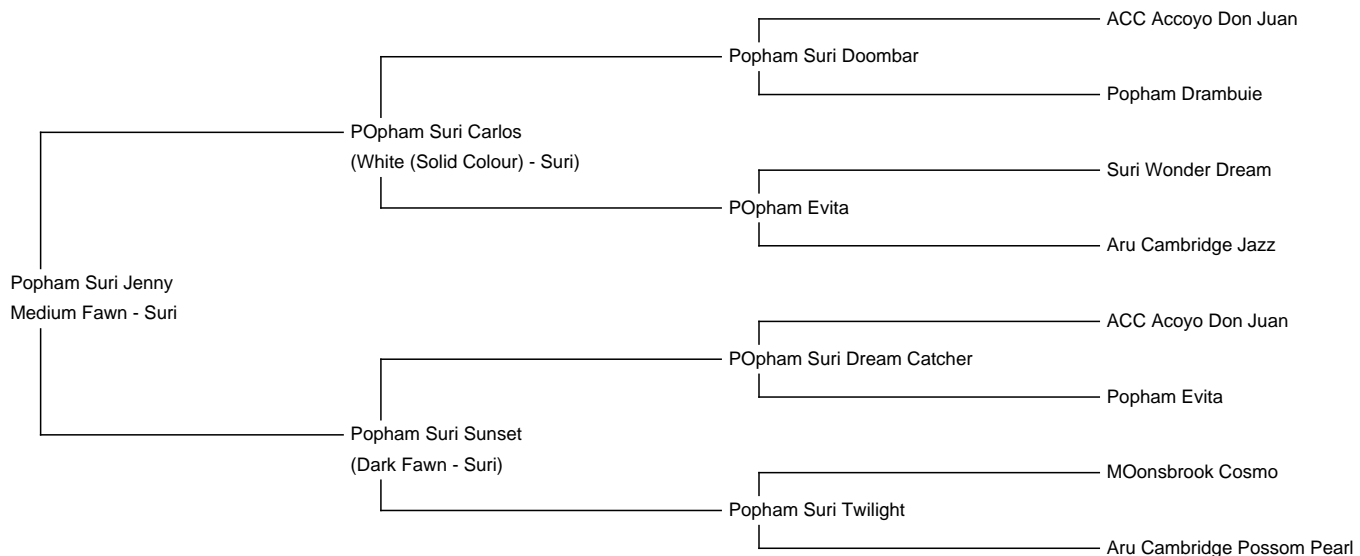 ACC Accoyo Don Juan
Popham Suri Doombar
Popham Drambuie
POpham Suri Carlos
(White (Solid Colour) - Suri)
Suri Wonder Dream
POpham Evita
Aru Cambridge Jazz
Popham Suri Jenny
Medium Fawn - Suri
ACC Acoyo Don Juan
POpham Suri Dream Catcher
Popham Evita
Popham Suri Sunset
(Dark Fawn - Suri)
MOonsbrook Cosmo
Popham Suri Twilight
Aru Cambridge Possom Pearl